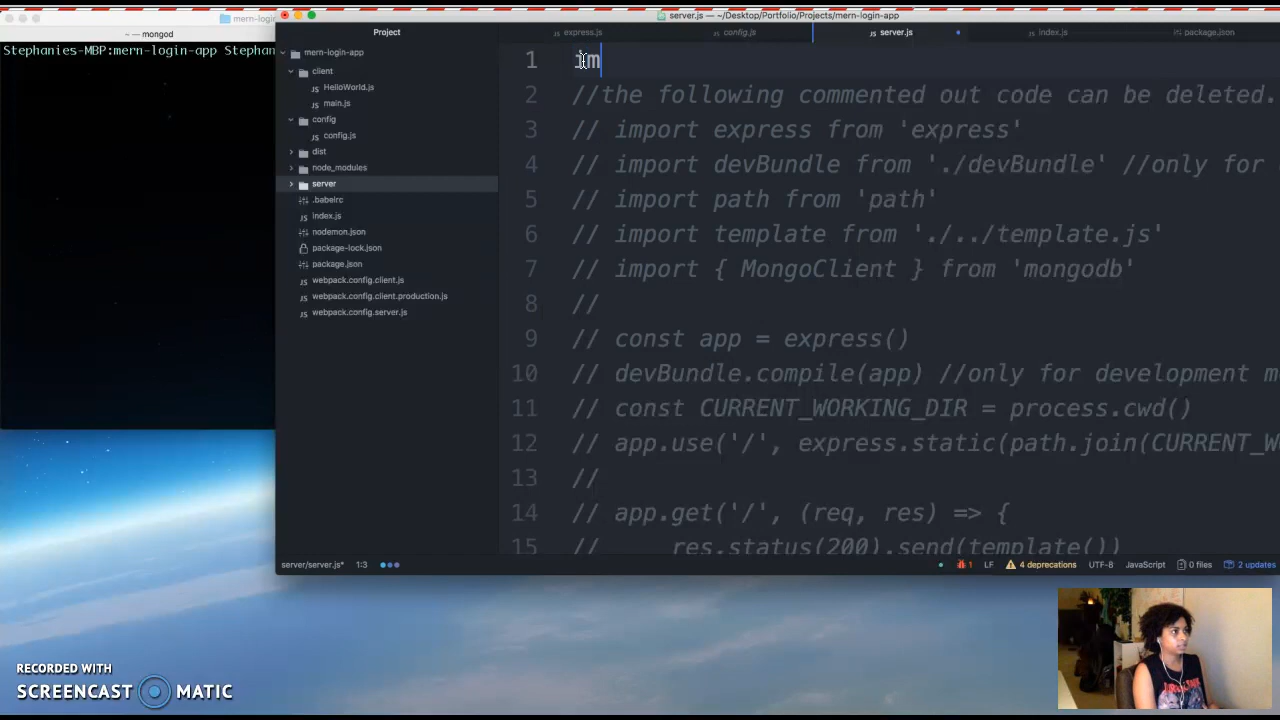 mern-logi
server.js — ~/Desktop/Portfolio/Projects/mern-login-app
~ — mongod
Stephanies-MBP:mern-login-app Stephan
Project
mern-login-app
client
HelloWorld.js
main.js
config
config.js
dist
node_modules
server
.babelrc
index.js
nodemon.json
package-lock.json
package.json
webpack.config.client.js
webpack.config.client.production.js
webpack.config.server.js
express.js config.js server.js index.js package.json
1 im
2 //the following commented out code can be deleted.
3 // import express from 'express'
4 // import devBundle from './devBundle' //only for
5 // import path from 'path'
6 // import template from './../template.js'
7 // import { MongoClient } from 'mongodb'
8 //
9 // const app = express()
10 // devBundle.compile(app) //only for development m
11 // const CURRENT_WORKING_DIR = process.cwd()
12 // app.use('/', express.static(path.join(CURRENT_W
13 //
14 // app.get('/', (req, res) => {
15 // res.status(200).send(template())
server/server.js* 1:3 1 LF 4 deprecations UTF-8 JavaScript 0 files 2 updates
RECORDED WITH
SCREENCAST MATIC